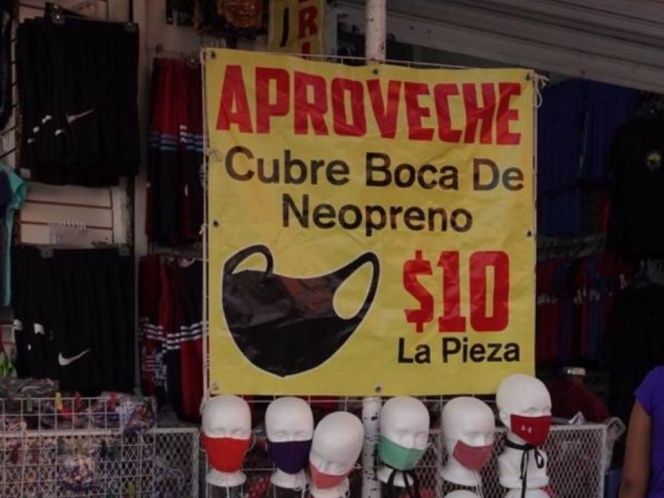 APROVECHE
Cubre Boca De
Neopreno
$10
La Pieza